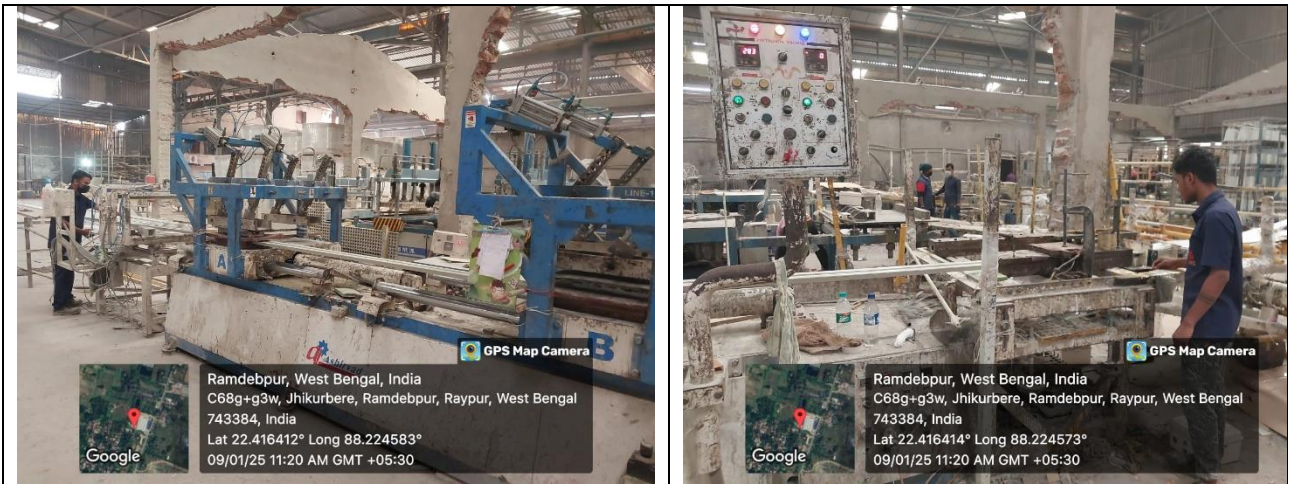 LINE-1
A
B
Ashirvad
GPS Map Camera
Ramdebpur, West Bengal, India
C68g+g3w, Jhikurbere, Ramdebpur, Raypur, West Bengal
743384, India
Lat 22.416412° Long 88.224583°
09/01/25 11:20 AM GMT +05:30
Google
283
0
GPS Map Camera
Ramdebpur, West Bengal, India
C68g+g3w, Jhikurbere, Ramdebpur, Raypur, West Bengal
743384, India
Lat 22.416414° Long 88.224573°
09/01/25 11:20 AM GMT +05:30
Google